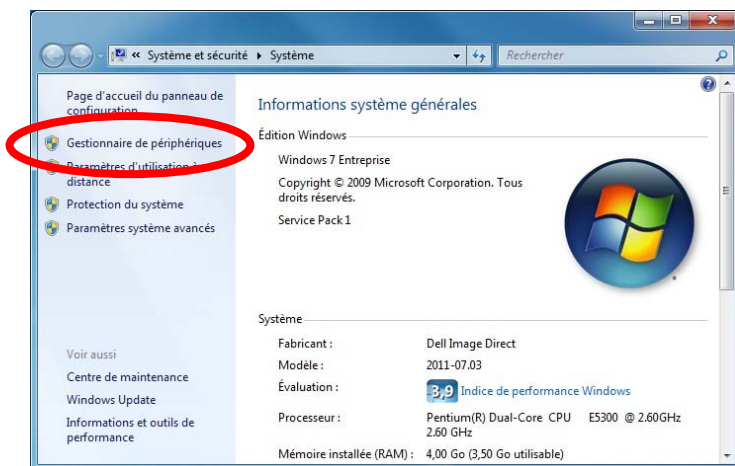 « Système et sécurité ▸ Système
Rechercher
Page d'accueil du panneau de
configuration
Gestionnaire de périphériques
Paramètres d'utilisation à
distance
Protection du système
Paramètres système avancés
Voir aussi
Centre de maintenance
Windows Update
Informations et outils de
performance
Informations système générales
Édition Windows
Windows 7 Entreprise
Copyright © 2009 Microsoft Corporation. Tous
droits réservés.
Service Pack 1
Système
Fabricant : Dell Image Direct
Modèle : 2011-07.03
Évaluation : 3,9 Indice de performance Windows
Processeur : Pentium(R) Dual-Core CPU E5300 @ 2.60GHz
2.60 GHz
Mémoire installée (RAM) : 4,00 Go (3,50 Go utilisable)